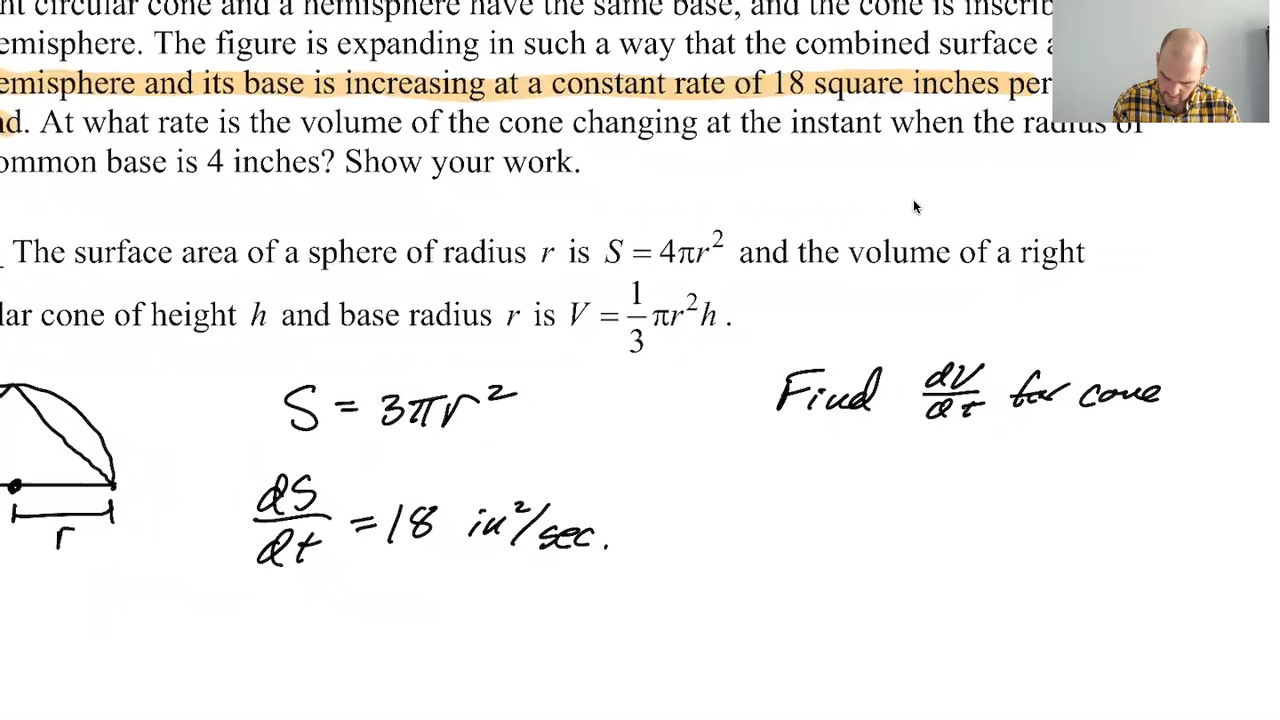 nt circular cone and a hemisphere have the same base, and the cone is inscrib
emisphere. The figure is expanding in such a way that the combined surface a
emisphere and its base is increasing at a constant rate of 18 square inches per
nd. At what rate is the volume of the cone changing at the instant when the radius of
ommon base is 4 inches? Show your work.
The surface area of a sphere of radius r is S = 4πr² and the volume of a right
lar cone of height h and base radius r is V = 1/3 πr²h .
S = 3πr²
Find dV/dt for cone
dS/dt = 18 in²/sec.
r